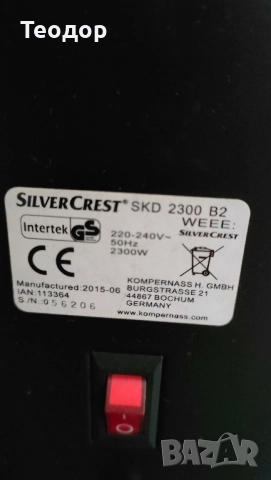 Теодор
SILVERCREST® SKD 2300 B2
Intertek GS
220-240V~
50Hz
2300W
WEEE:
SILVERCREST
CE
Manufactured:2015-06
IAN:113364
S/N:056206
KOMPERNASS H. GMBH
BURGSTRASSE 21
44867 BOCHUM
GERMANY
www.kompernass.com
BAZAR